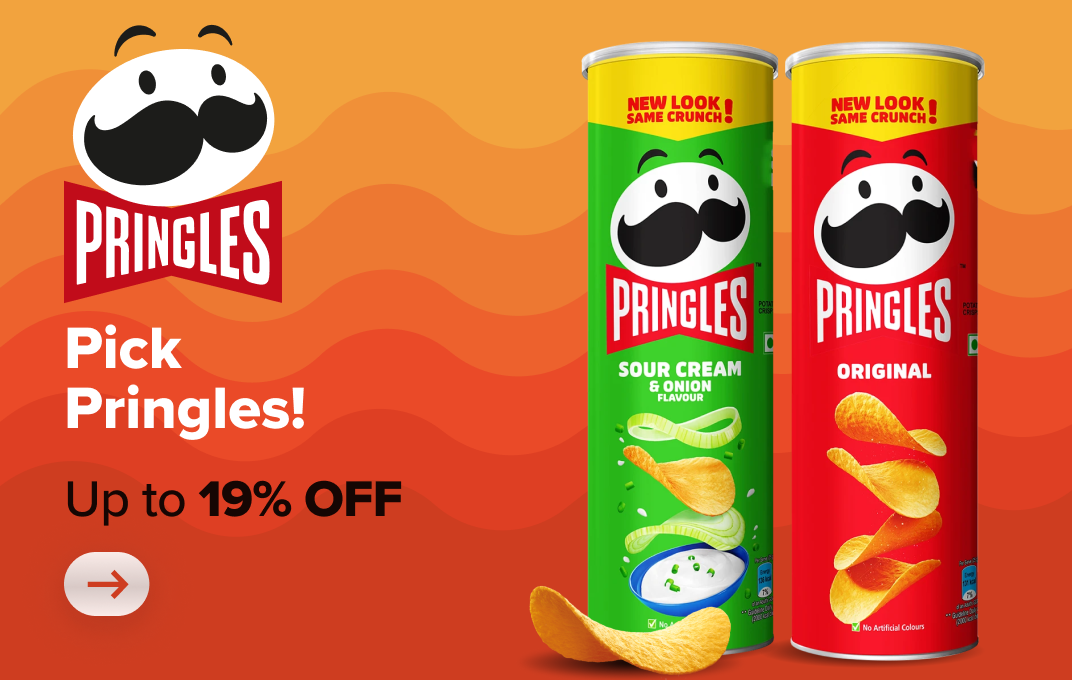 PRINGLES
Pick
Pringles!
Up to 19% OFF
NEW LOOK
SAME CRUNCH!
PRINGLES
SOUR CREAM
& ONION
FLAVOUR
NEW LOOK
SAME CRUNCH!
PRINGLES
ORIGINAL
No Artificial Colours